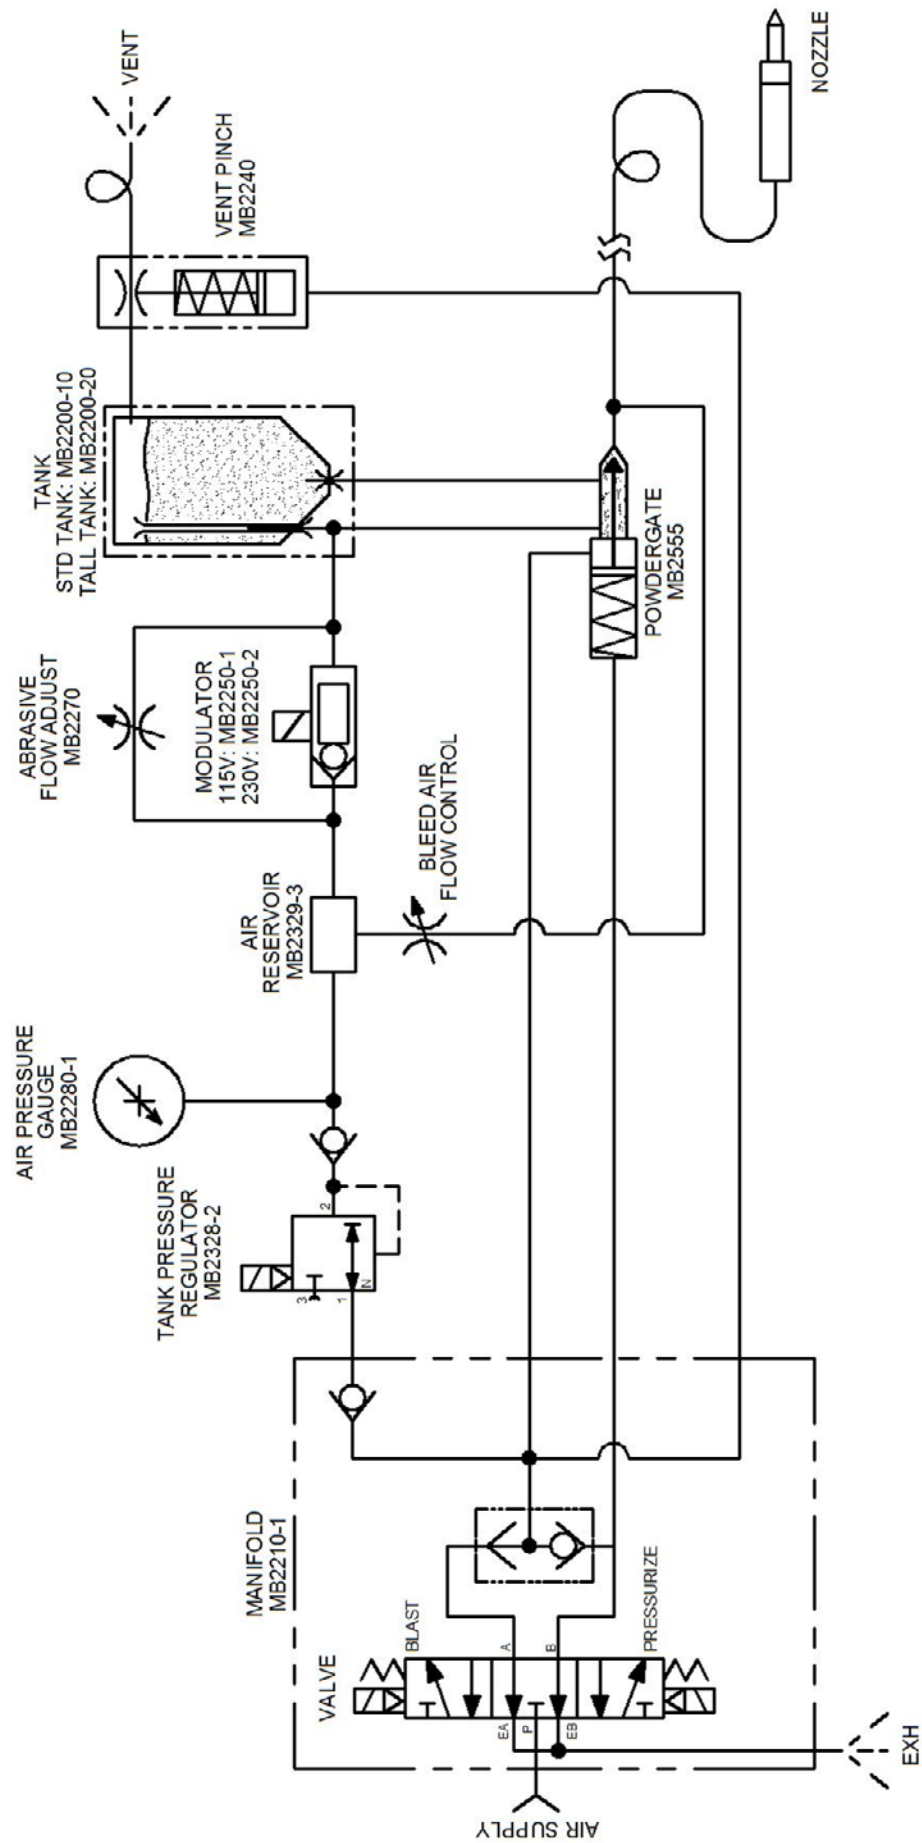 AIR SUPPLY
EXH
VALVE
BLAST
PRESSURIZE
EA
P
EB
A
B
MANIFOLD
MB2210-1
TANK PRESSURE
REGULATOR
MB2328-2
3
1
N
2
AIR PRESSURE
GAUGE
MB2280-1
AIR
RESERVOIR
MB2329-3
BLEED AIR
FLOW CONTROL
ABRASIVE
FLOW ADJUST
MB2270
MODULATOR
115V: MB2250-1
230V: MB2250-2
POWDERGATE
MB2555
TANK
STD TANK: MB2200-10
TALL TANK: MB2200-20
VENT PINCH
MB2240
VENT
NOZZLE